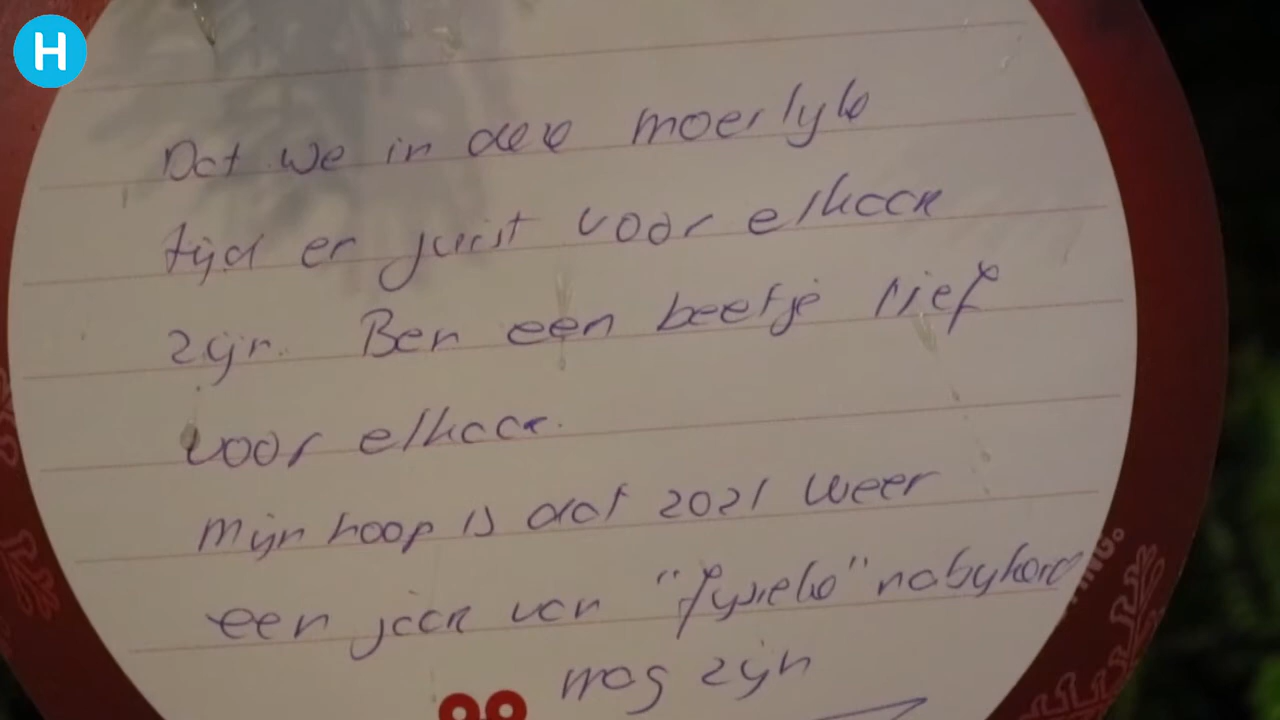 H
Dat we in deze moeilyke
tijd er juist voor elkaar
zijn. Ben een beetje lief
voor elkaar.
Mijn hoop is dat 2021 weer
een jaar van "fysieke" nabyheid
mag zijn